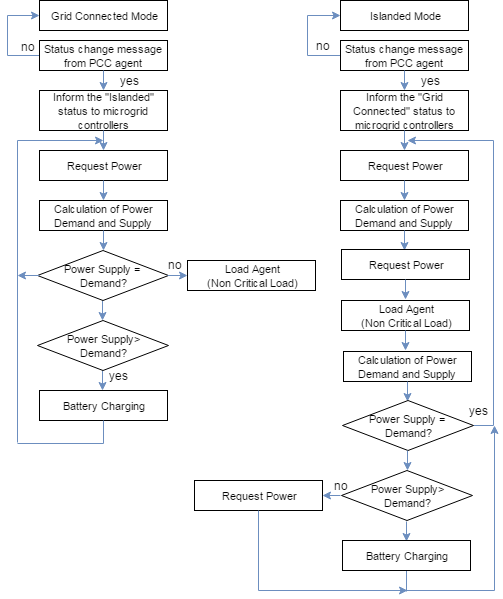 Grid Connected Mode
no
Status change message
from PCC agent
yes
Inform the "Islanded"
status to microgrid
controllers
Request Power
Calculation of Power
Demand and Supply
Power Supply =
Demand?
no
Load Agent
(Non Critical Load)
Power Supply>
Demand?
yes
Battery Charging
Islanded Mode
no
Status change message
from PCC agent
yes
Inform the "Grid
Connected" status to
microgrid controllers
Request Power
Calculation of Power
Demand and Supply
Request Power
Load Agent
(Non Critical Load)
Calculation of Power
Demand and Supply
Power Supply =
Demand?
yes
Power Supply>
Demand?
no
Request Power
Battery Charging